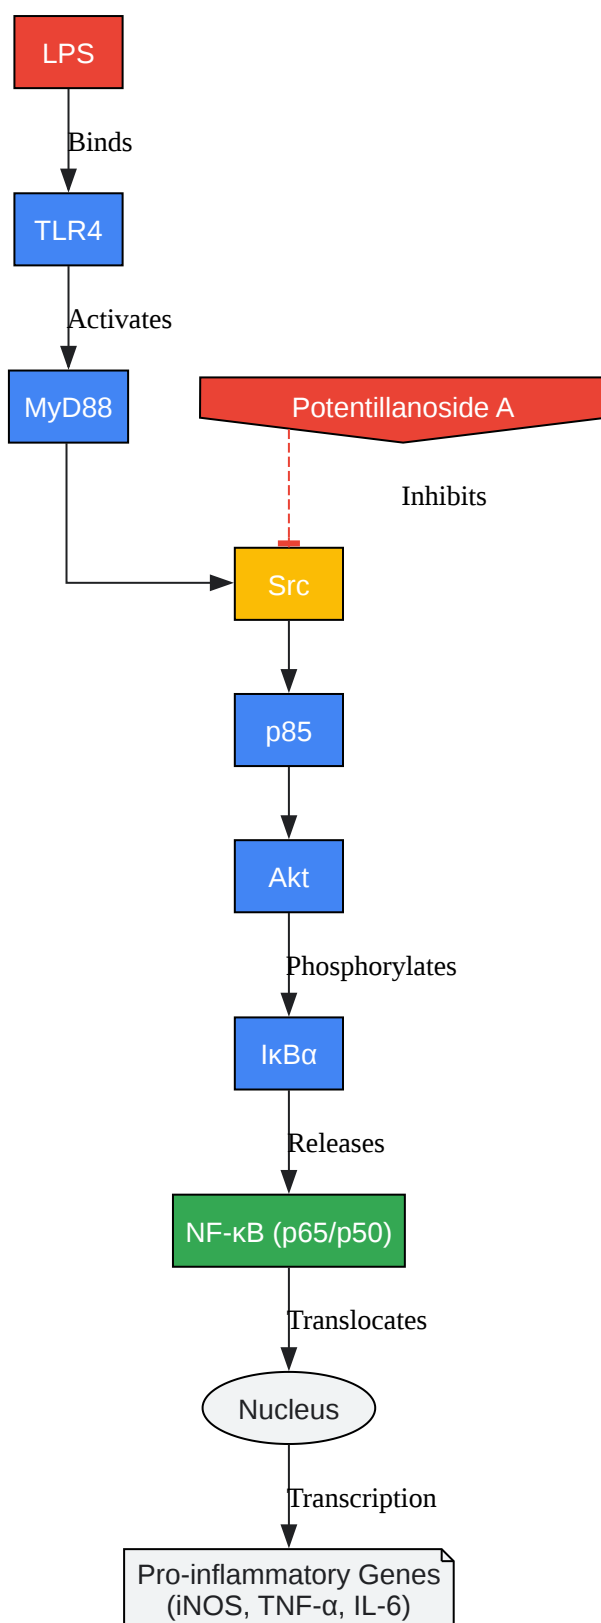 LPS
Binds
TLR4
Activates
MyD88
Potentillanoside A
Inhibits
Src
p85
Akt
Phosphorylates
IκBα
Releases
NF-κB (p65/p50)
Translocates
Nucleus
Transcription
Pro-inflammatory Genes
(iNOS, TNF-α, IL-6)